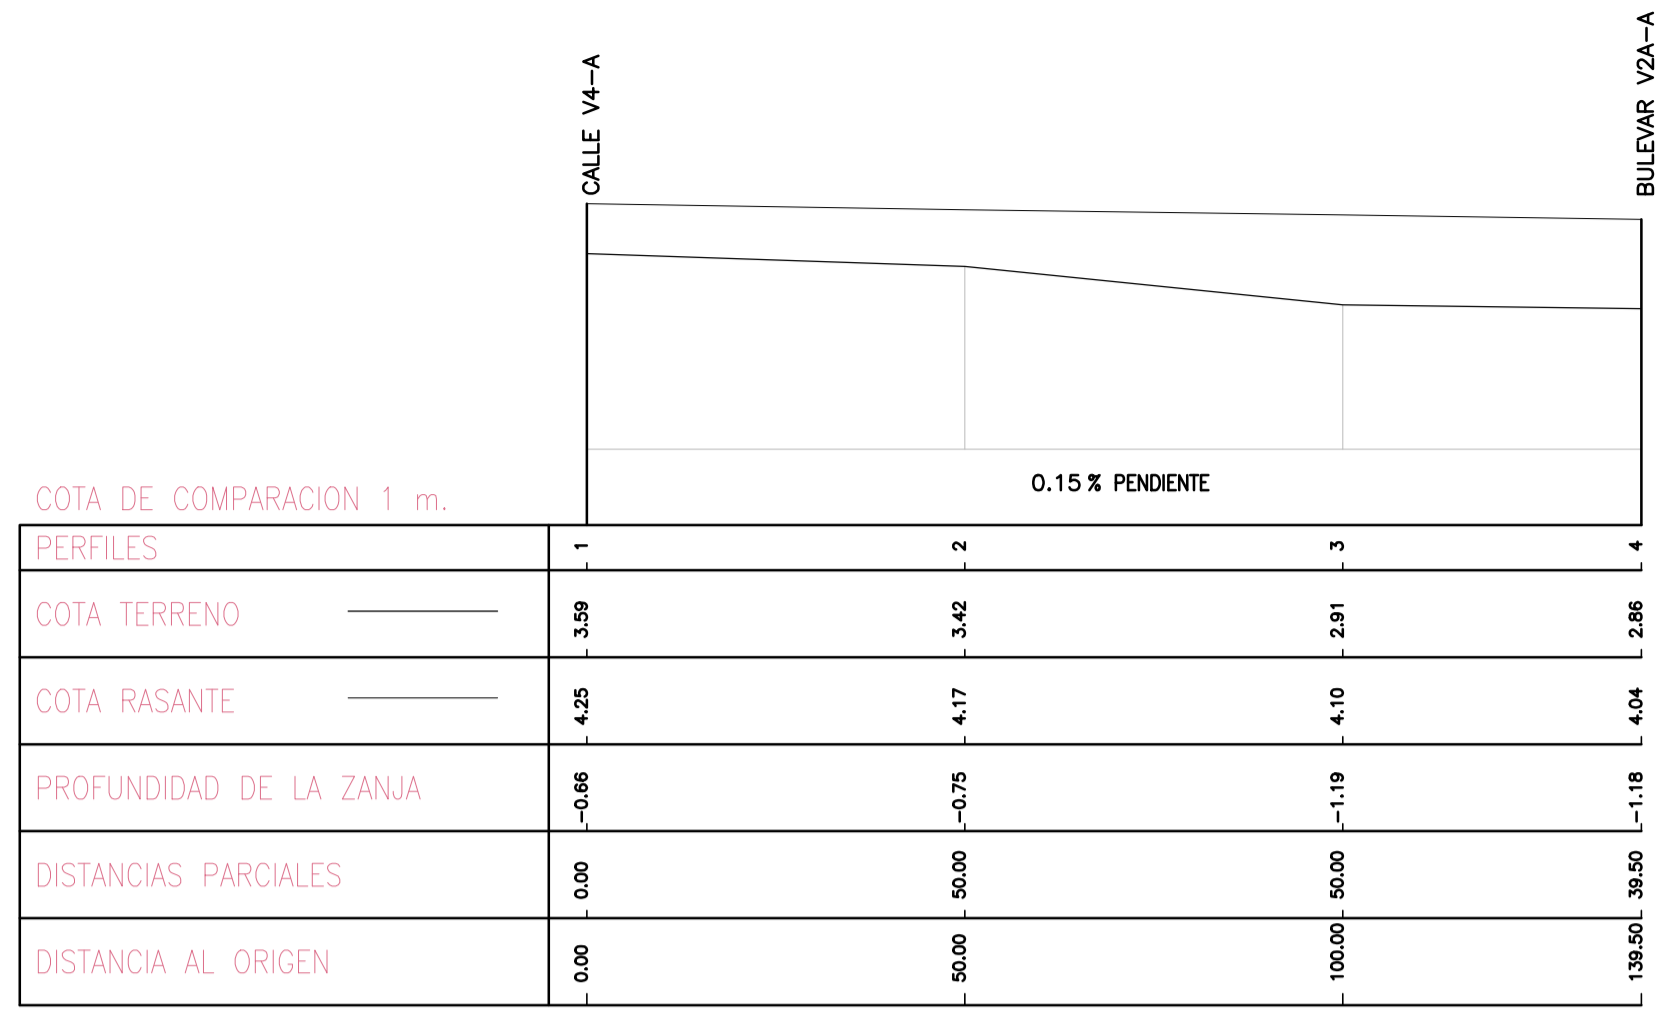 CALLE V4-A
BULEVAR V2A-A
0.15% PENDIENTE
COTA DE COMPARACION 1 m.
PERFILES 1 2 3 4
COTA TERRENO 3.59 3.42 2.91 2.86
COTA RASANTE 4.25 4.17 4.10 4.04
PROFUNDIDAD DE LA ZANJA -0.66 -0.75 -1.19 -1.18
DISTANCIAS PARCIALES 0.00 50.00 50.00 39.50
DISTANCIA AL ORIGEN 0.00 50.00 100.00 139.50